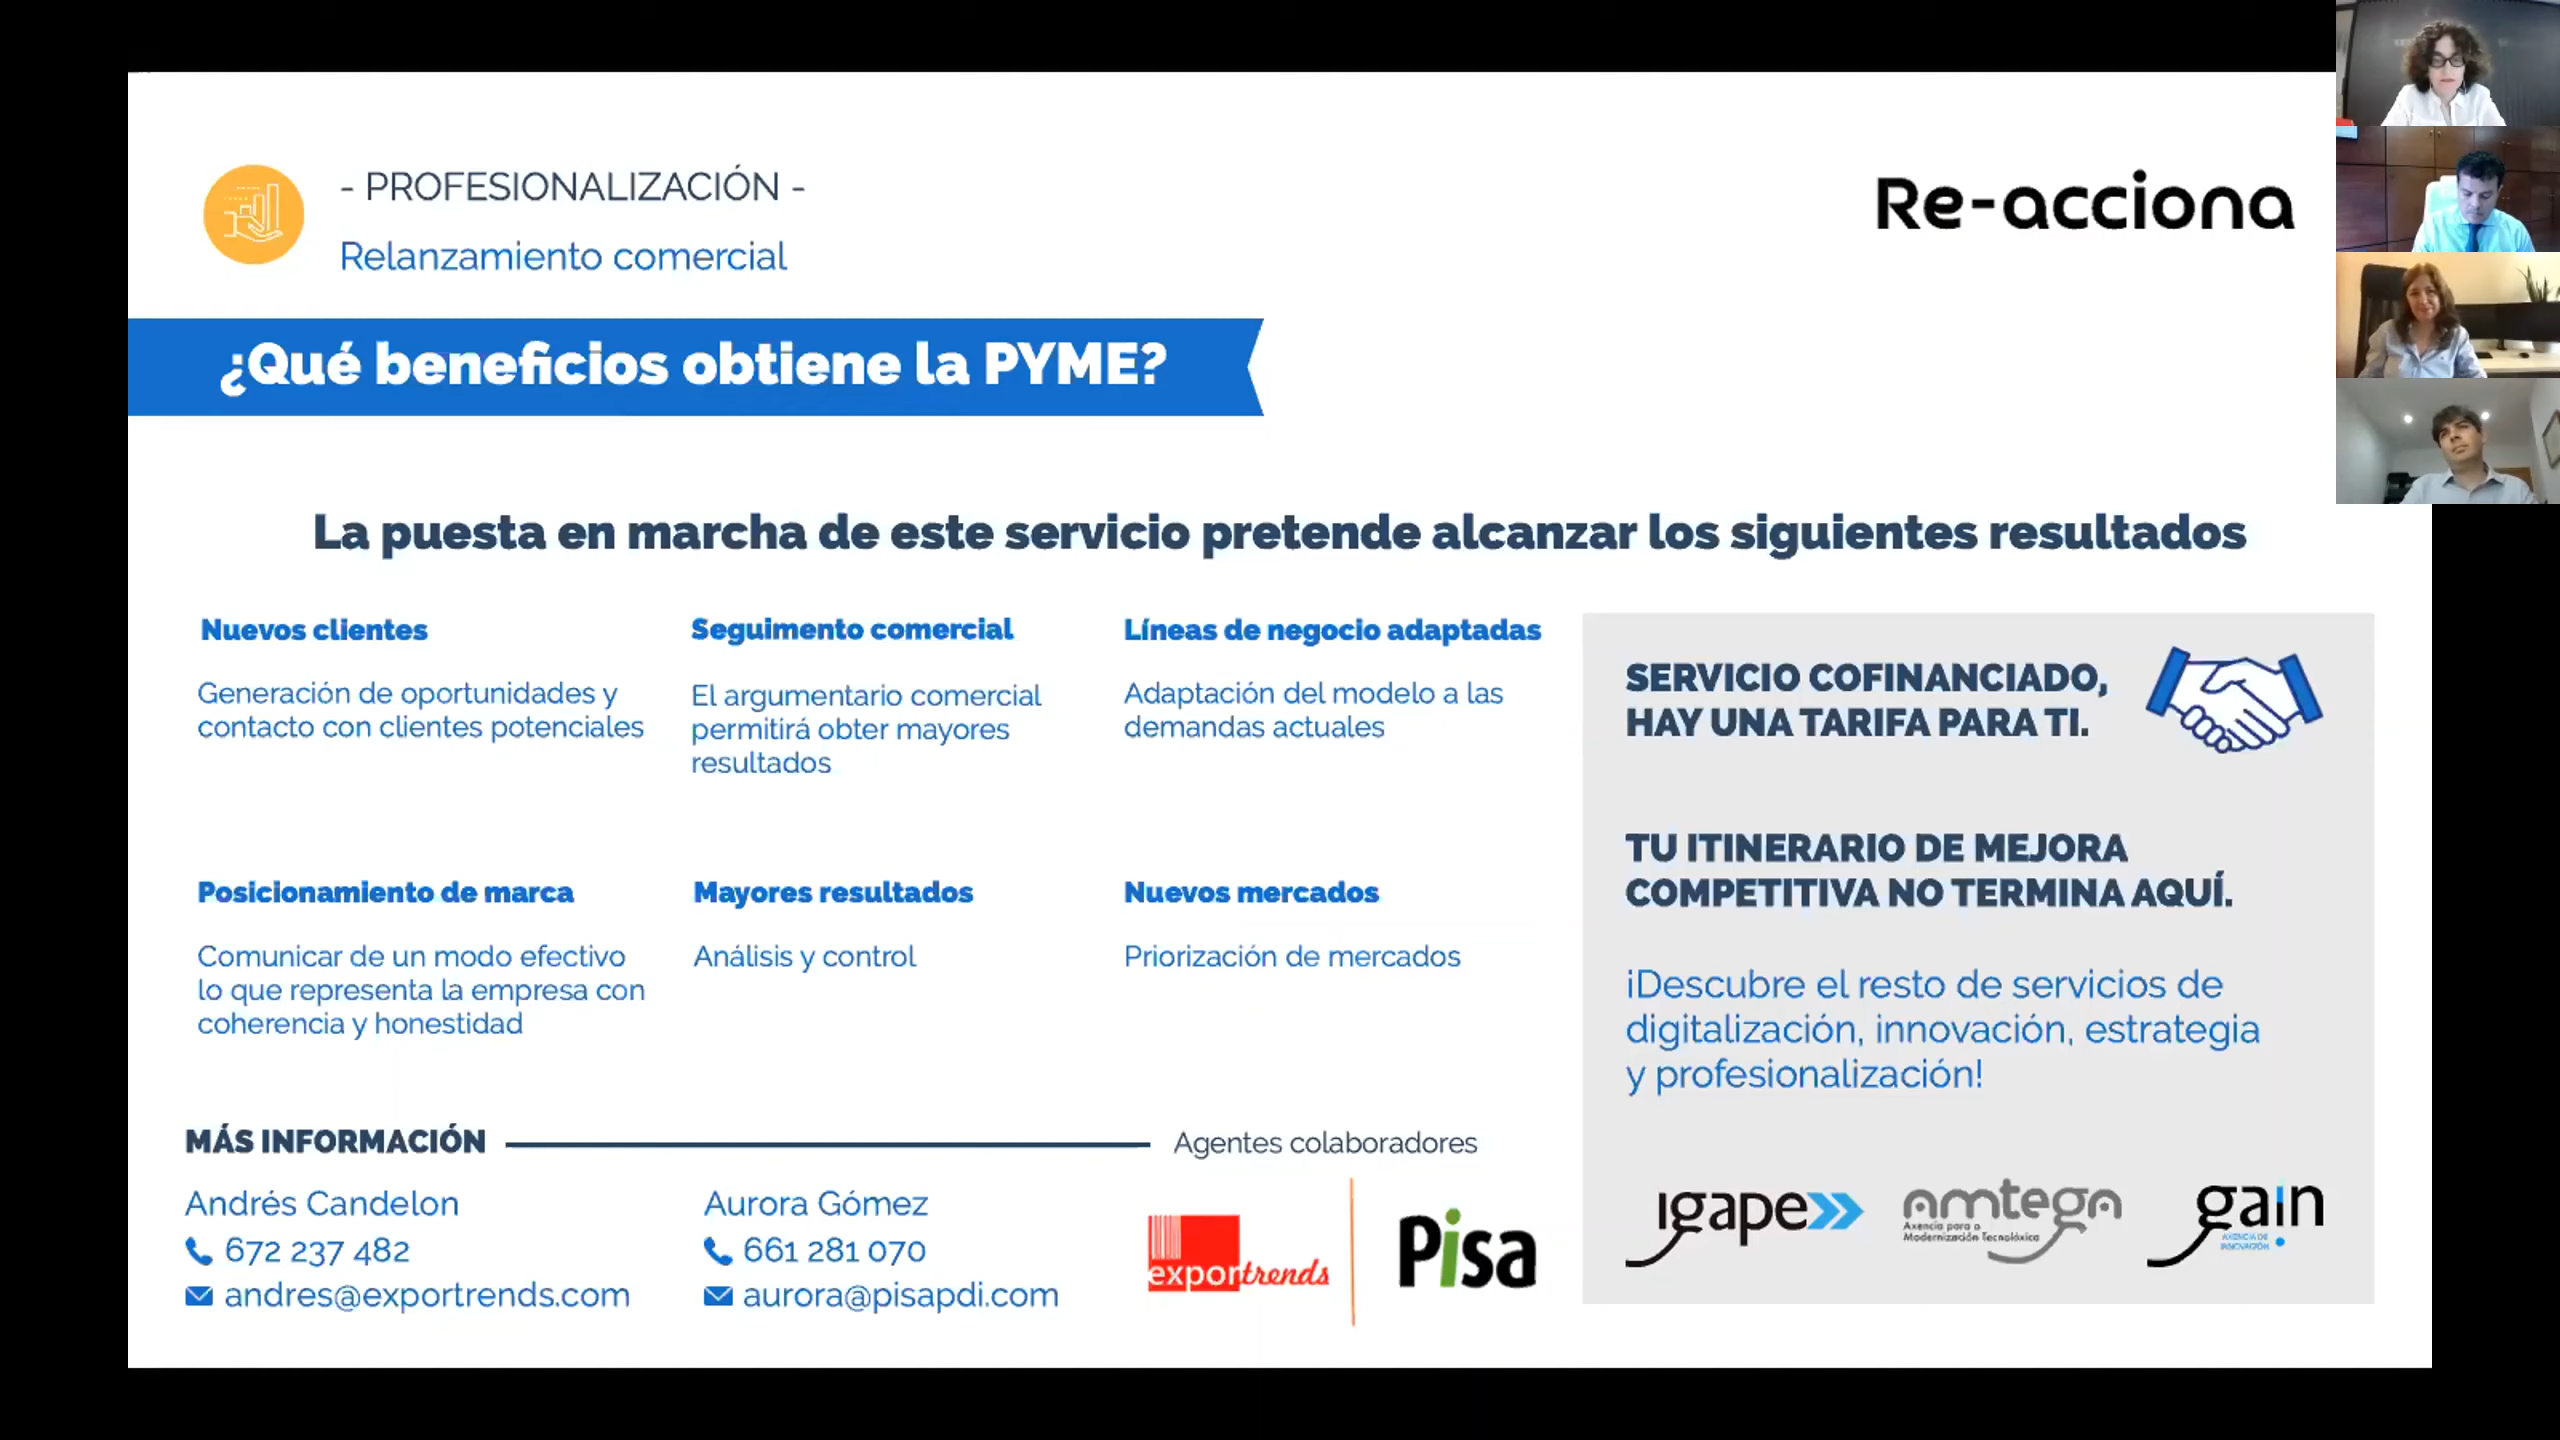 - PROFESIONALIZACIÓN -
Relanzamiento comercial
Re-acciona
¿Qué beneficios obtiene la PYME?
La puesta en marcha de este servicio pretende alcanzar los siguientes resultados
Nuevos clientes
Generación de oportunidades y
contacto con clientes potenciales
Seguimento comercial
El argumentario comercial
permitirá obter mayores
resultados
Líneas de negocio adaptadas
Adaptación del modelo a las
demandas actuales
Posicionamiento de marca
Comunicar de un modo efectivo
lo que representa la empresa con
coherencia y honestidad
Mayores resultados
Análisis y control
Nuevos mercados
Priorización de mercados
SERVICIO COFINANCIADO,
HAY UNA TARIFA PARA TI.
TU ITINERARIO DE MEJORA
COMPETITIVA NO TERMINA AQUÍ.
¡Descubre el resto de servicios de
digitalización, innovación, estrategia
y profesionalización!
igape
amtega
Axencia para a
Modernización Tecnolóxica
gain
AXENCIA DE
INNOVACIÓN
MÁS INFORMACIÓN
Agentes colaboradores
Andrés Candelon
672 237 482
andres@exportrends.com
Aurora Gómez
661 281 070
aurora@pisapdi.com
exportrends
Pisa